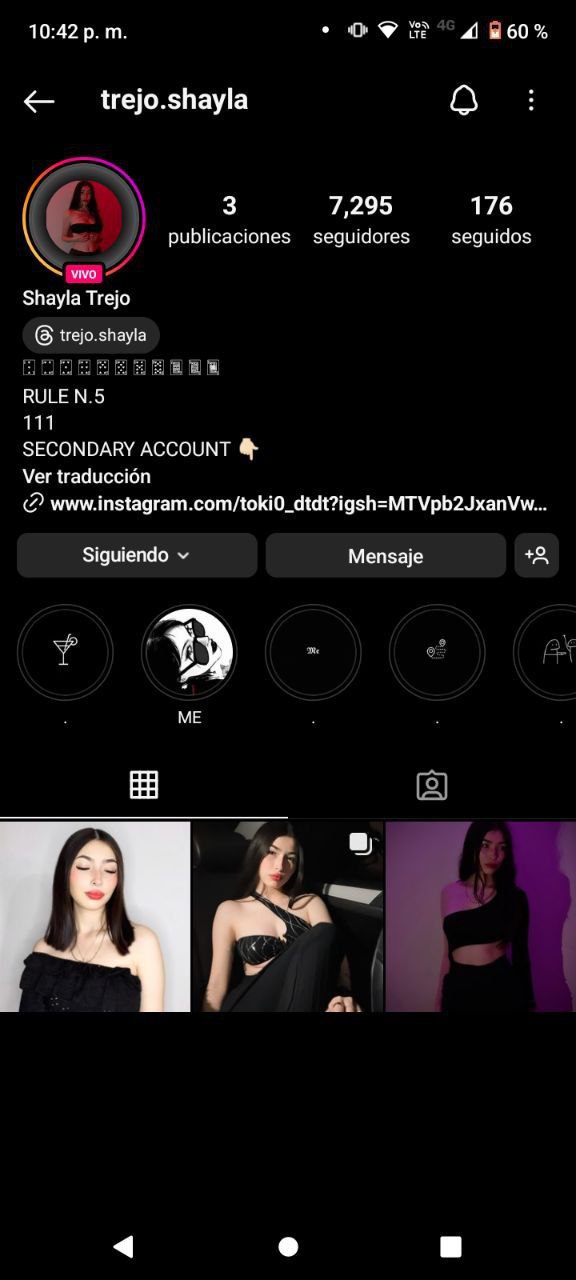 10:42 p. m.
Vo))
LTE
4G
60 %
trejo.shayla
3
publicaciones
7,295
seguidores
176
seguidos
VIVO
Shayla Trejo
trejo.shayla
RULE N.5
111
SECONDARY ACCOUNT 👇🏻
Ver traducción
www.instagram.com/toki0_dtdt?igsh=MTVpb2JxanVw...
Siguiendo
Mensaje
Me
.
ME
.
.
.